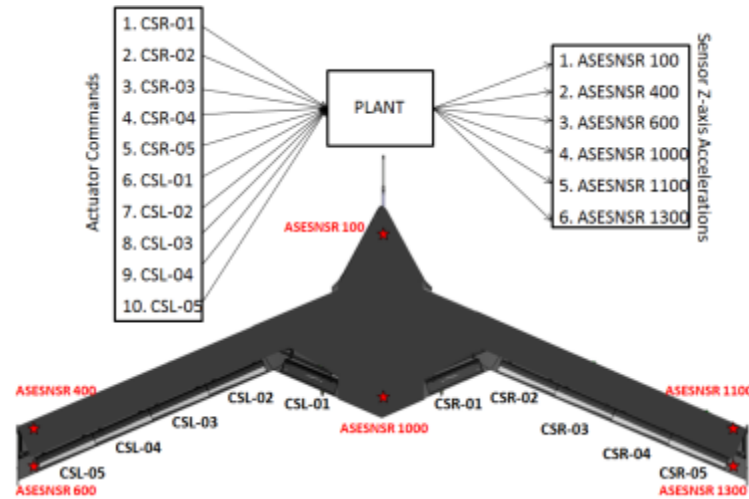 1. CSR-01
2. CSR-02
3. CSR-03
4. CSR-04
5. CSR-05
6. CSL-01
7. CSL-02
8. CSL-03
9. CSL-04
10. CSL-05
Actuator Commands
PLANT
1. ASESNSR 100
2. ASESNSR 400
3. ASESNSR 600
4. ASESNSR 1000
5. ASESNSR 1100
6. ASESNSR 1300
Sensor Z-axis Accelerations
ASESNSR 100
ASESNSR 400
ASESNSR 1100
CSL-02
CSL-01
CSR-01
CSR-02
CSL-03
ASESNSR 1000
CSR-03
CSL-04
CSR-04
CSL-05
CSR-05
ASESNSR 600
ASESNSR 1300